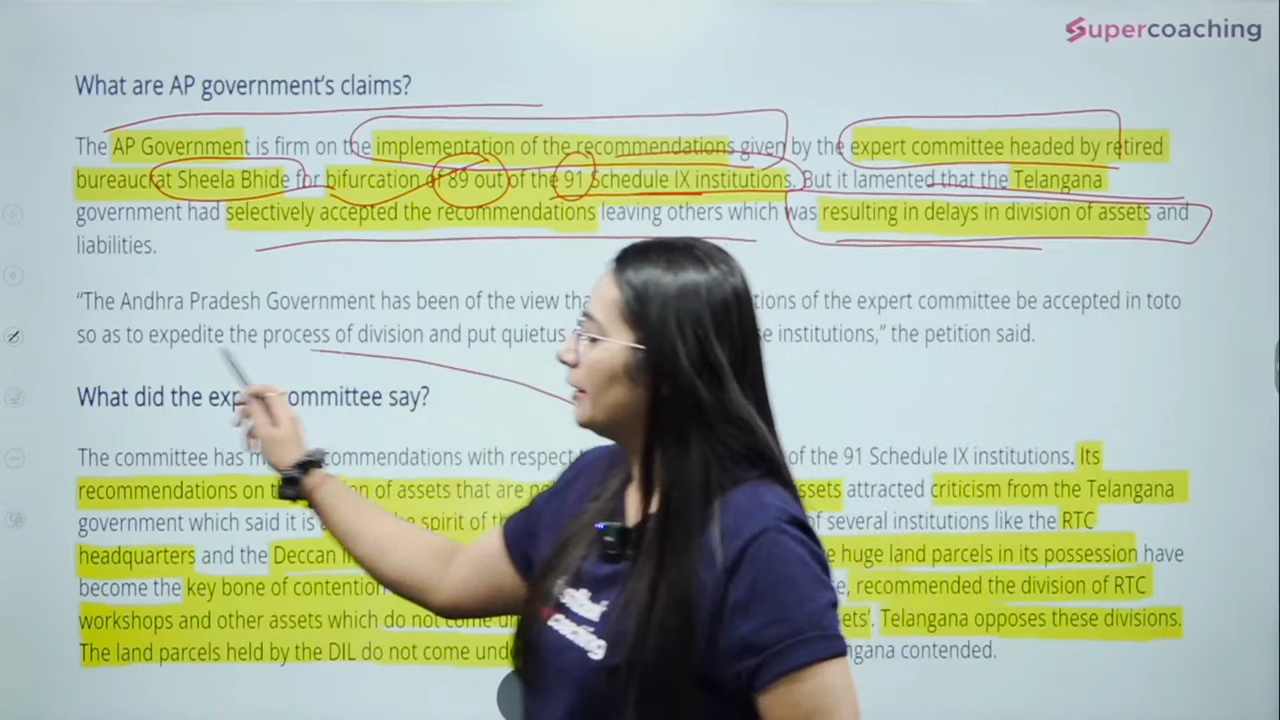 Supercoaching
What are AP government's claims?
The AP Government is firm on the implementation of the recommendations given by the expert committee headed by retired
bureaucrat Sheela Bhide for bifurcation of 89 out of the 91 Schedule IX institutions. But it lamented that the Telangana
government had selectively accepted the recommendations leaving others which was resulting in delays in division of assets and
liabilities.
“The Andhra Pradesh Government has been of the view tha tions of the expert committee be accepted in toto
so as to expedite the process of division and put quietus e institutions,” the petition said.
What did the exp committee say?
The committee has m commendations with respect of the 91 Schedule IX institutions. Its
recommendations on t n of assets that are ssets attracted criticism from the Telangana
government which said it is spirit of th of several institutions like the RTC
headquarters and the Deccan huge land parcels in its possession have
become the key bone of contention e, recommended the division of RTC
workshops and other assets which do not come un ets’. Telangana opposes these divisions.
The land parcels held by the DIL do not come unde ngana contended.
coaching